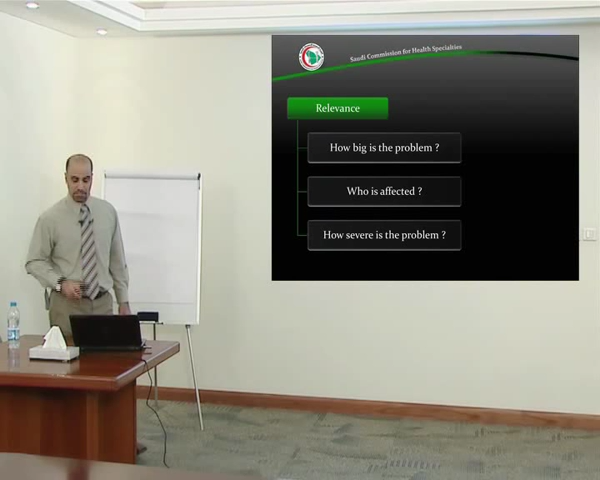 Saudi Commission for Health Specialties
Relevance
How big is the problem ?
Who is affected ?
How severe is the problem ?